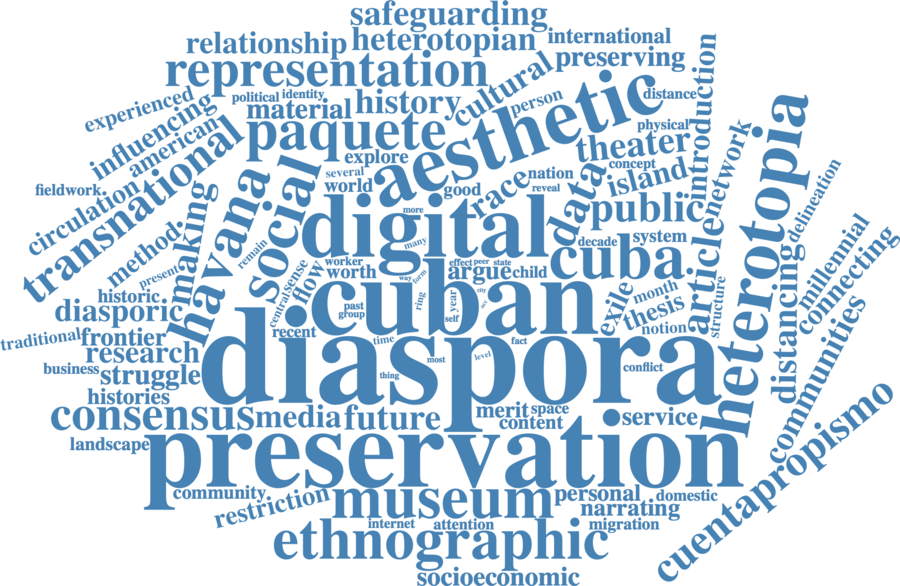 safeguarding
relationship
heterotopian
international
representation
preserving
cultural
aesthetic
introduction
experienced
political
identity
person
distance
influencing
material
history
american
paquete
physical
theater
transnational
explore
concept
network
heterotopia
fieldwork.
several
world
good
race
nation
reveal
data
island
delineation
circulation
making
havana
social
digital
more
public
article
millennial
method.
remain
many
decade
system
connecting
present
sense
flow
worker
worth
effect
peer
state
argue
child
cuba
historic
central
way
form
city
exile
month
structure
distancing
diasporic
past
group
cuban
ring
year
self
thesis
notion
communities
traditional
frontier
recent
time
fact
research
diaspora
most
level
business
struggle
thing
conflict
histories
consensus
media
future
merit
space
content
service
landscape
preservation
cuentapropismo
community
restriction
museum
personal
domestic
narrating
internet
attention
migration
ethnographic
socioeconomic